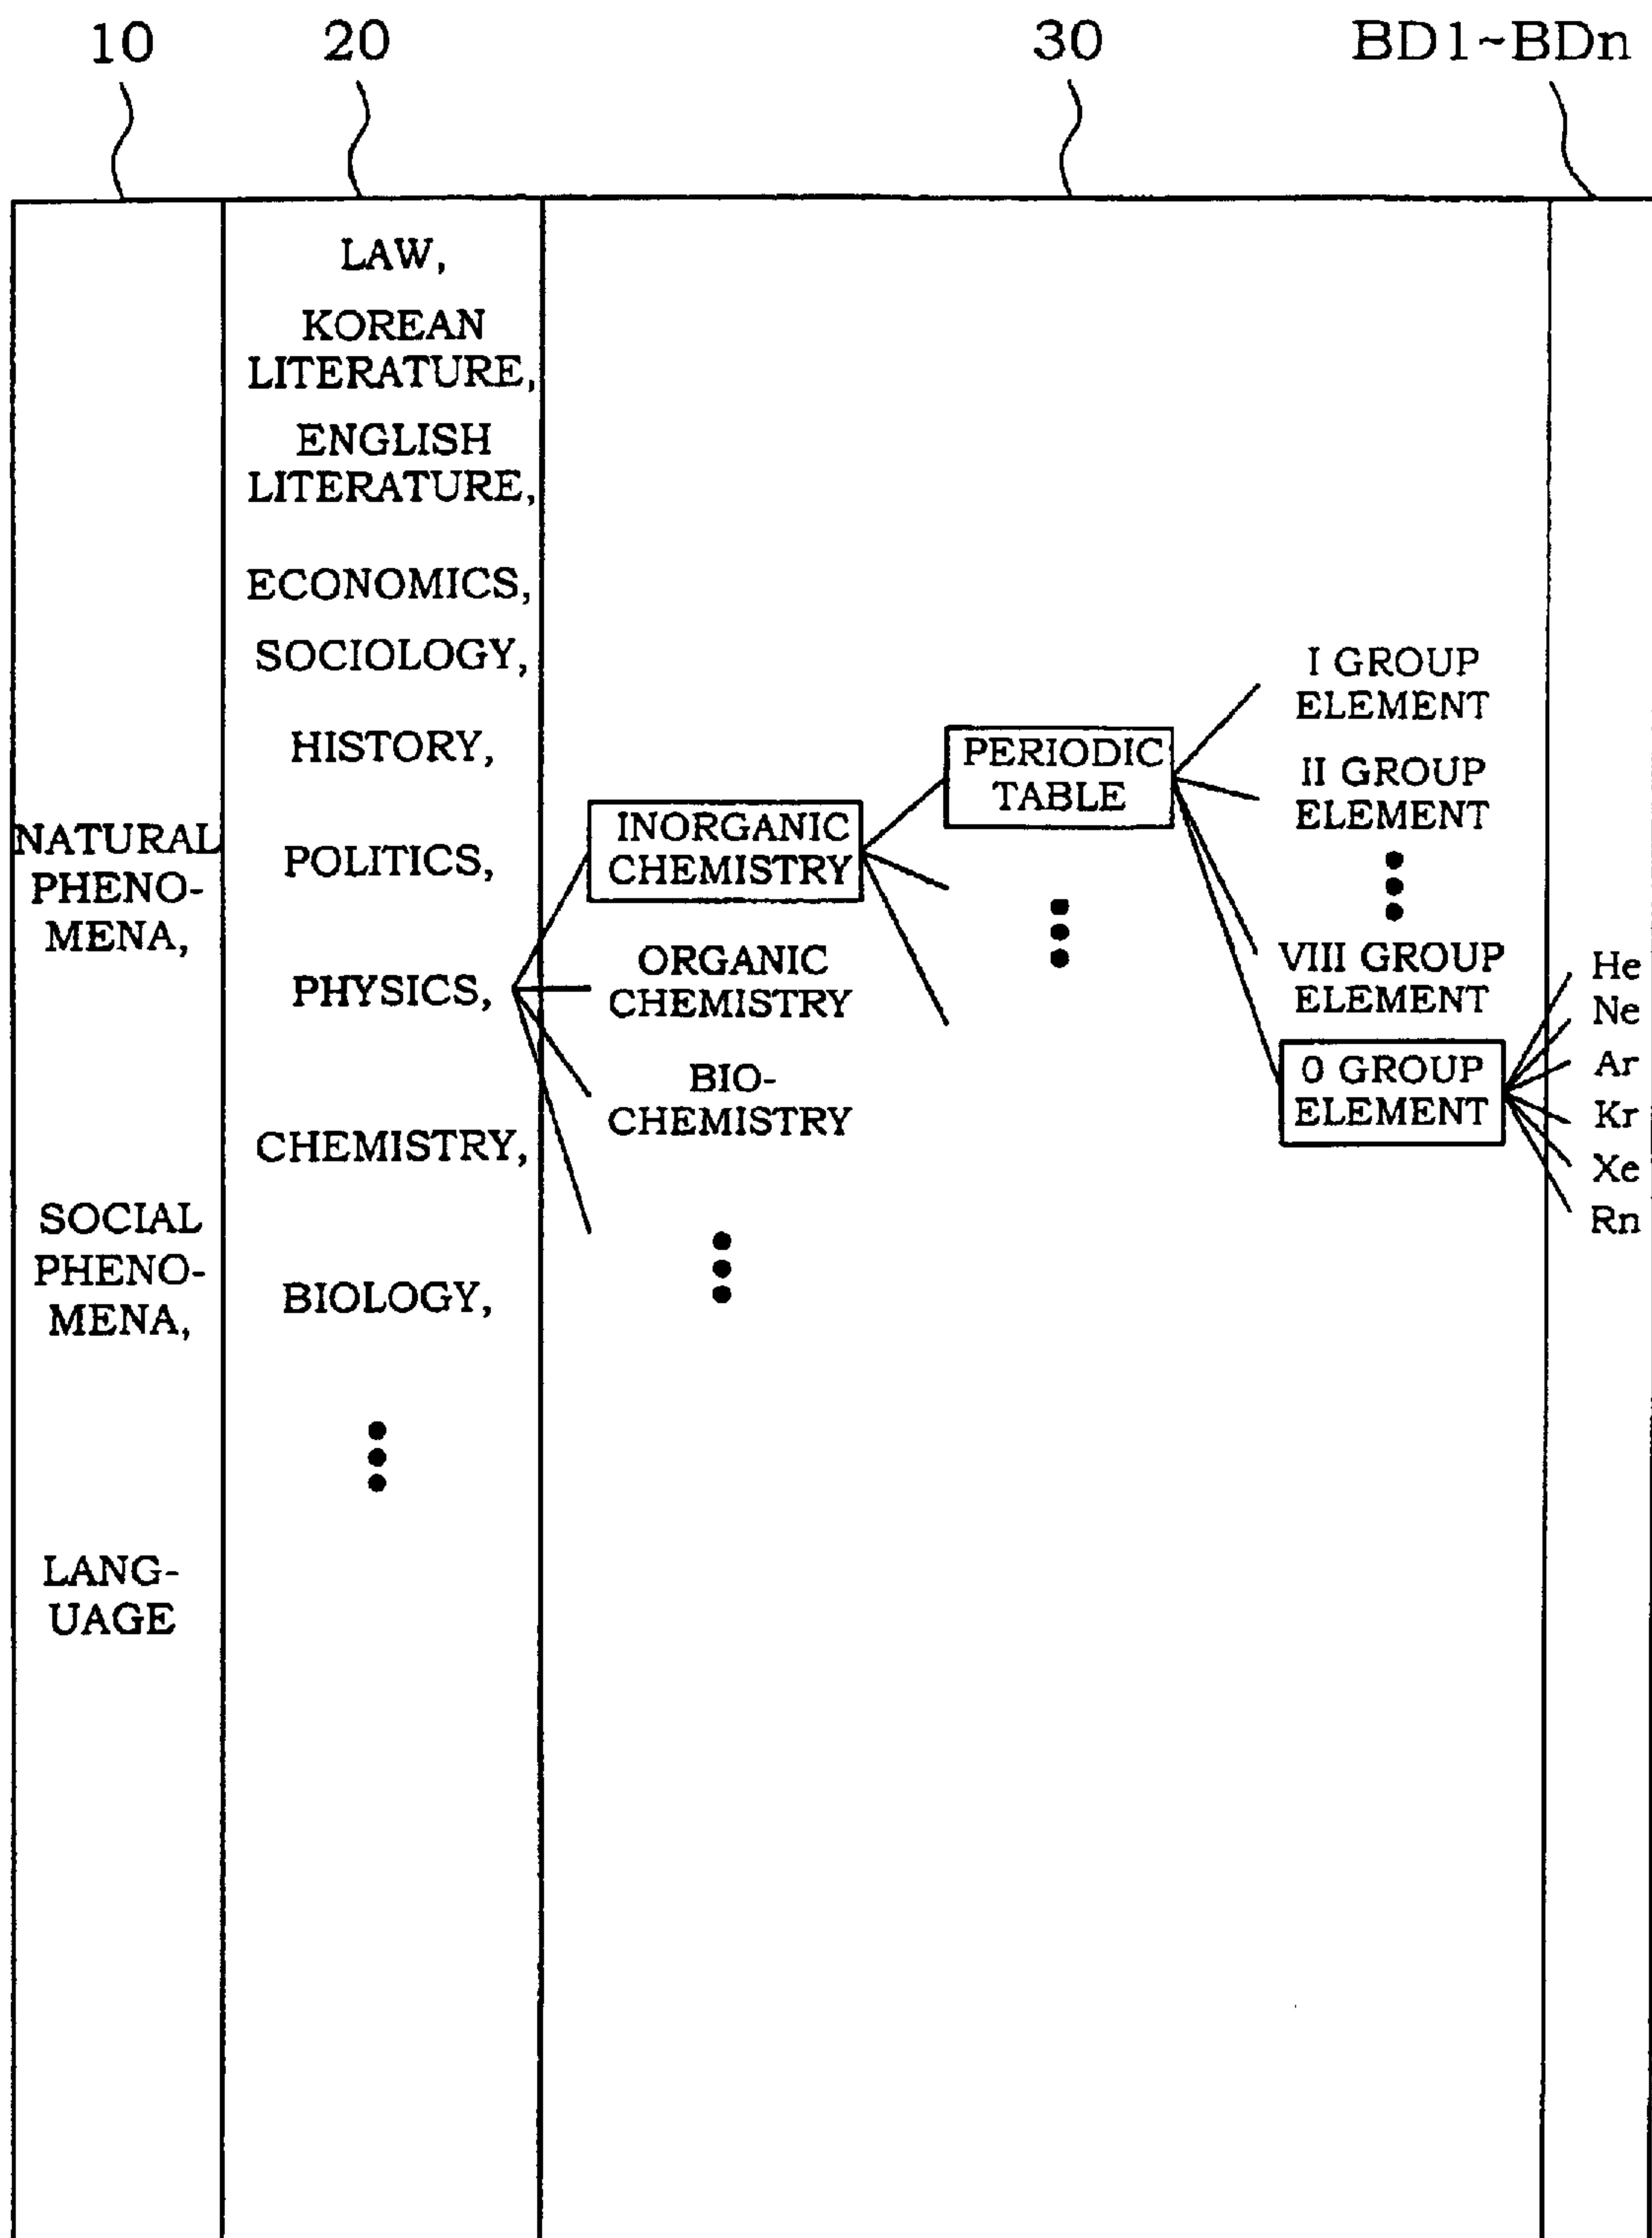 10
20
30
BD1~BDn
NATURAL
PHENO-
MENA,
SOCIAL
PHENO-
MENA,
LANG-
UAGE
LAW,
KOREAN
LITERATURE,
ENGLISH
LITERATURE,
ECONOMICS,
SOCIOLOGY,
HISTORY,
POLITICS,
PHYSICS,
CHEMISTRY,
BIOLOGY,
INORGANIC
CHEMISTRY
ORGANIC
CHEMISTRY
BIO-
CHEMISTRY
PERIODIC
TABLE
I GROUP
ELEMENT
II GROUP
ELEMENT
VIII GROUP
ELEMENT
0 GROUP
ELEMENT
He
Ne
Ar
Kr
Xe
Rn